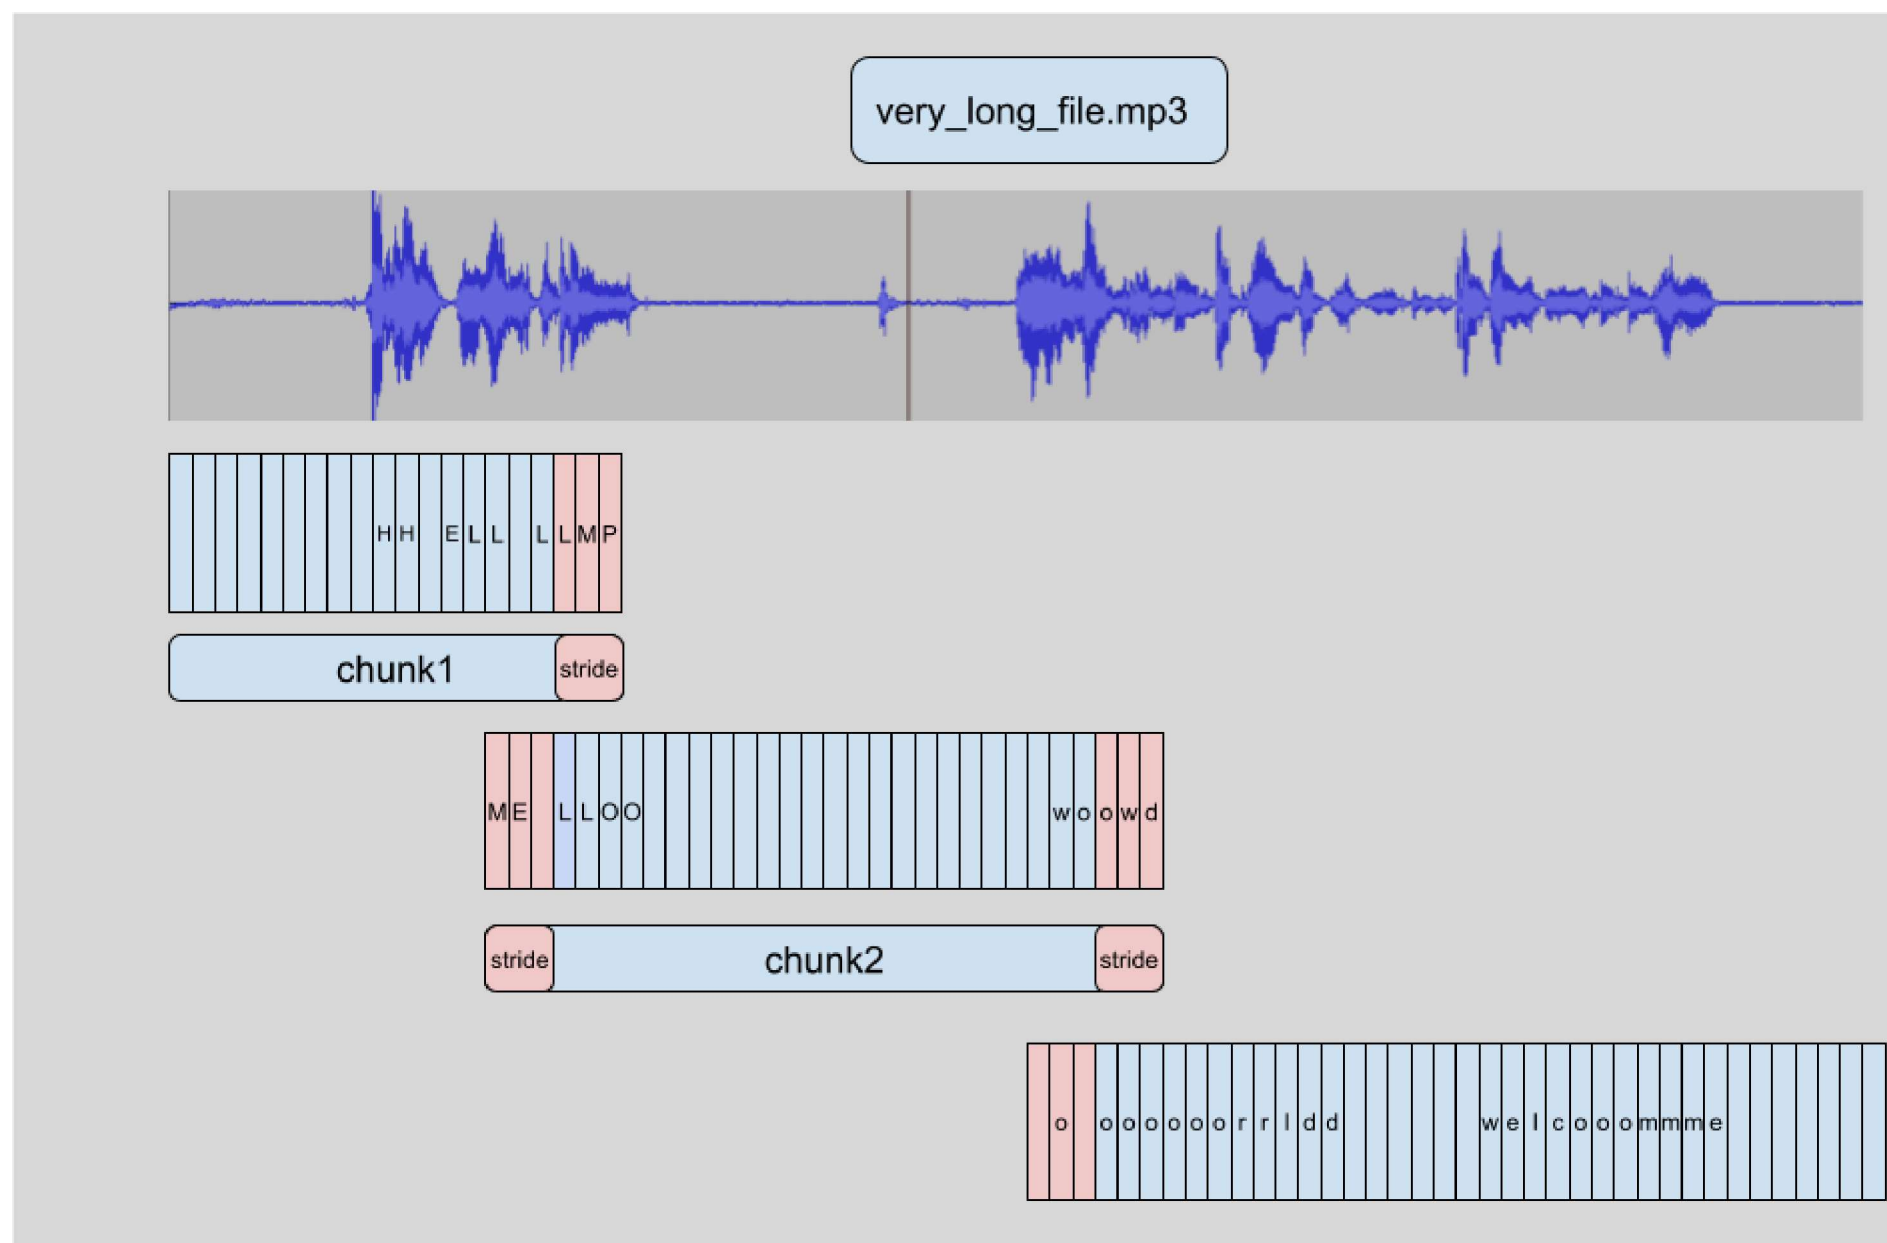 very_long_file.mp3
H H E L L L L M P
chunk1 stride
M E L L O O w o o w d
stride chunk2 stride
o o o o o o o r r l d d w e l c o o o m m m e